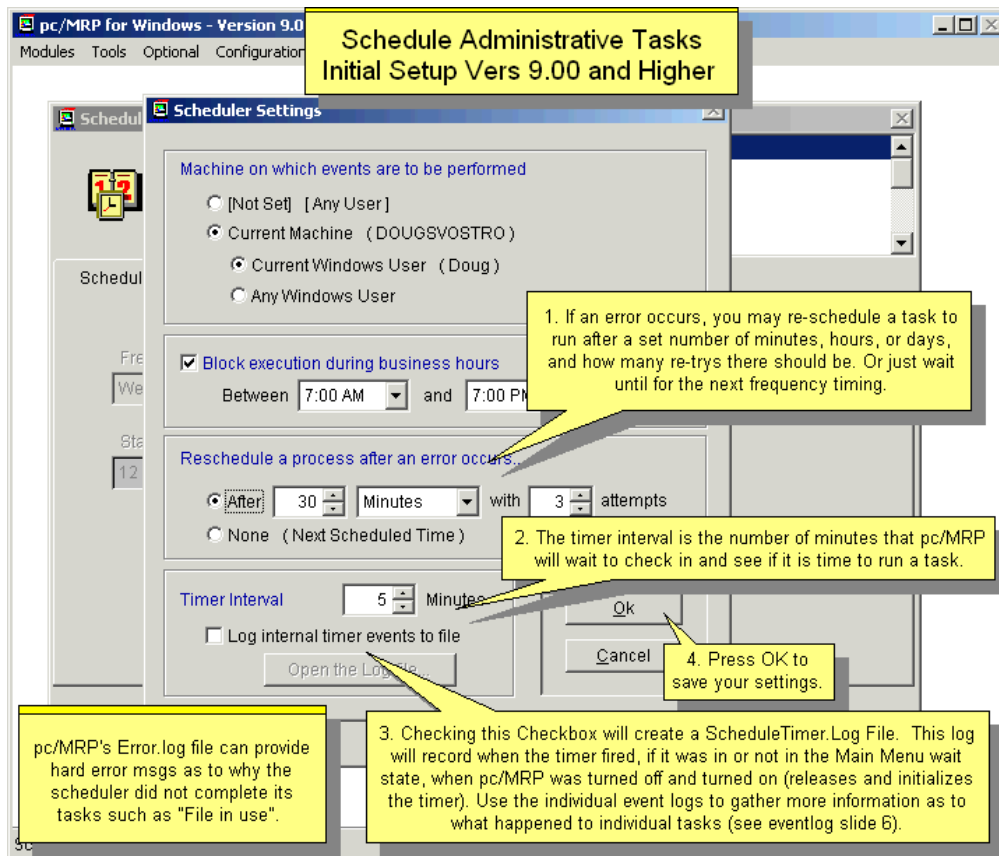 pc/MRP for Windows - Version 9.0
Schedule Administrative Tasks
Initial Setup Vers 9.00 and Higher
Modules Tools Optional Configuration
Schedul
Scheduler Settings
Machine on which events are to be performed
[Not Set] [ Any User ]
Current Machine ( DOUGSVOSTRO )
Current Windows User ( Doug )
Any Windows User
Schedul
1. If an error occurs, you may re-schedule a task to
run after a set number of minutes, hours, or days,
and how many re-trys there should be. Or just wait
until for the next frequency timing.
Fre
We
Block execution during business hours
Between 7:00 AM and 7:00 PM
Sta
12
Reschedule a process after an error occurs...
After 30 Minutes with 3 attempts
None ( Next Scheduled Time )
2. The timer interval is the number of minutes that pc/MRP
will wait to check in and see if it is time to run a task.
Timer Interval 5 Minutes
Log internal timer events to file
Open the Log File...
Ok
Cancel
4. Press OK to
save your settings.
pc/MRP's Error.log file can provide
hard error msgs as to why the
scheduler did not complete its
tasks such as "File in use".
3. Checking this Checkbox will create a ScheduleTimer.Log File. This log
will record when the timer fired, if it was in or not in the Main Menu wait
state, when pc/MRP was turned off and turned on (releases and initializes
the timer). Use the individual event logs to gather more information as to
what happened to individual tasks (see eventlog slide 6).